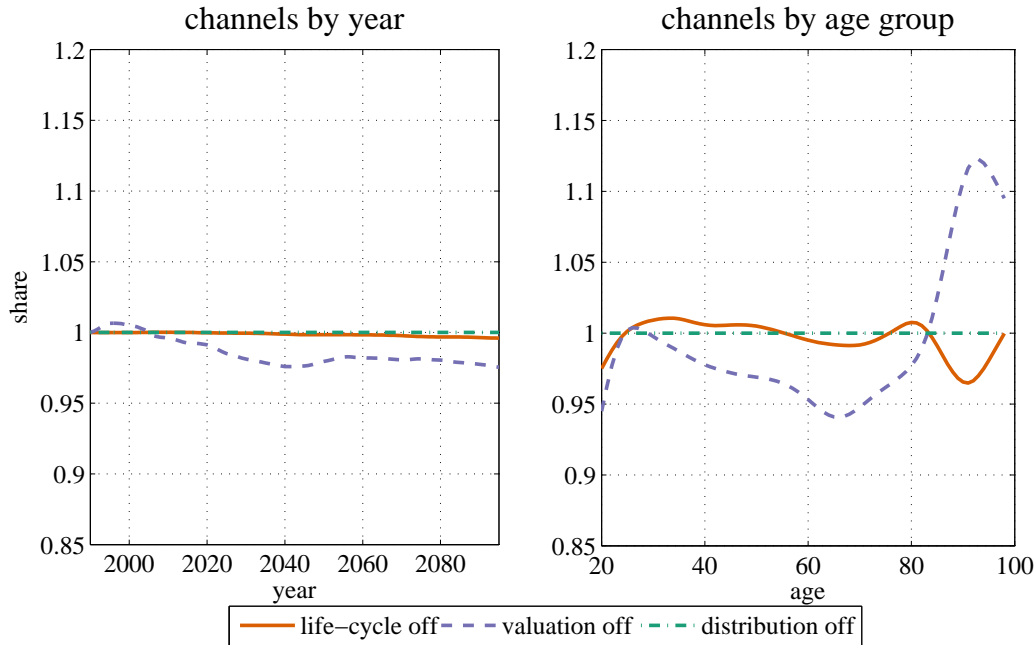 channels by year
channels by age group
1.2
1.15
1.1
1.05
1
0.95
0.9
0.85
share
2000 2020 2040 2060 2080
year
1.2
1.15
1.1
1.05
1
0.95
0.9
0.85
20 40 60 80 100
age
life−cycle off valuation off distribution off